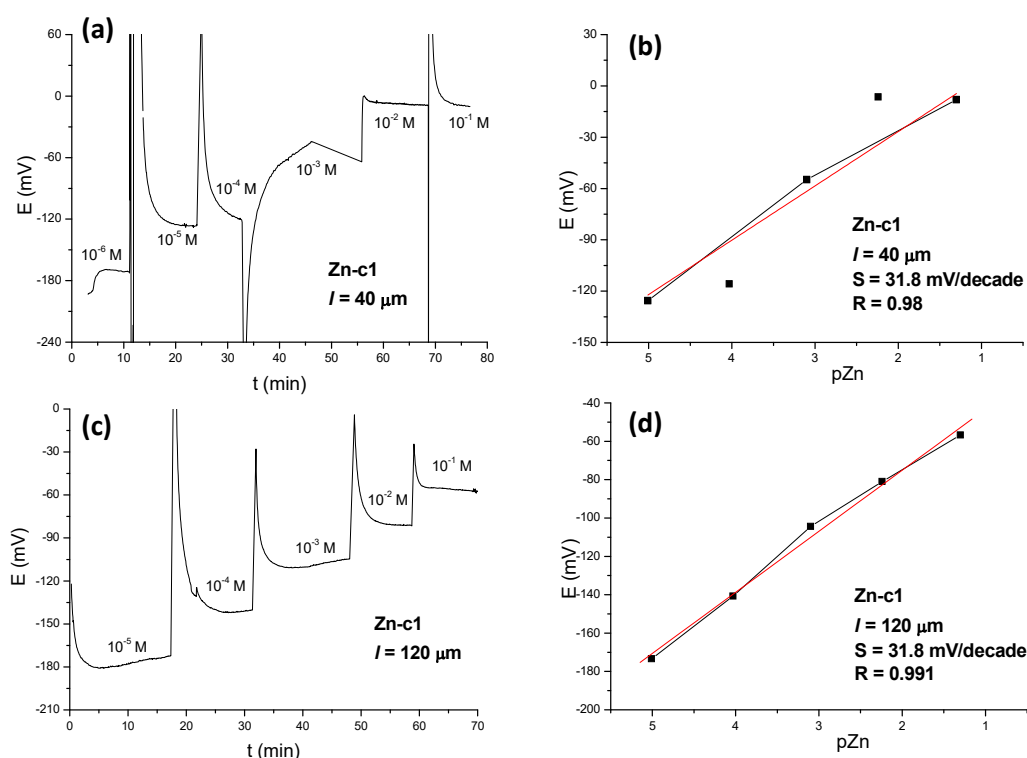 (a)
60
0
-60
-120
-180
-240
E (mV)
10⁻⁶ M
10⁻⁵ M
10⁻⁴ M
10⁻³ M
10⁻² M
10⁻¹ M
Zn-c1
l = 40 μm
0 10 20 30 40 50 60 70 80
t (min)
(b)
30
0
-30
-60
-90
-120
-150
E (mV)
Zn-c1
l = 40 μm
S = 31.8 mV/decade
R = 0.98
5 4 3 2 1
pZn
(c)
0
-30
-60
-90
-120
-150
-180
-210
E (mV)
10⁻⁵ M
10⁻⁴ M
10⁻³ M
10⁻² M
10⁻¹ M
Zn-c1
l = 120 μm
0 10 20 30 40 50 60 70
t (min)
(d)
-40
-60
-80
-100
-120
-140
-160
-180
-200
E (mV)
Zn-c1
l = 120 μm
S = 31.8 mV/decade
R = 0.991
5 4 3 2 1
pZn